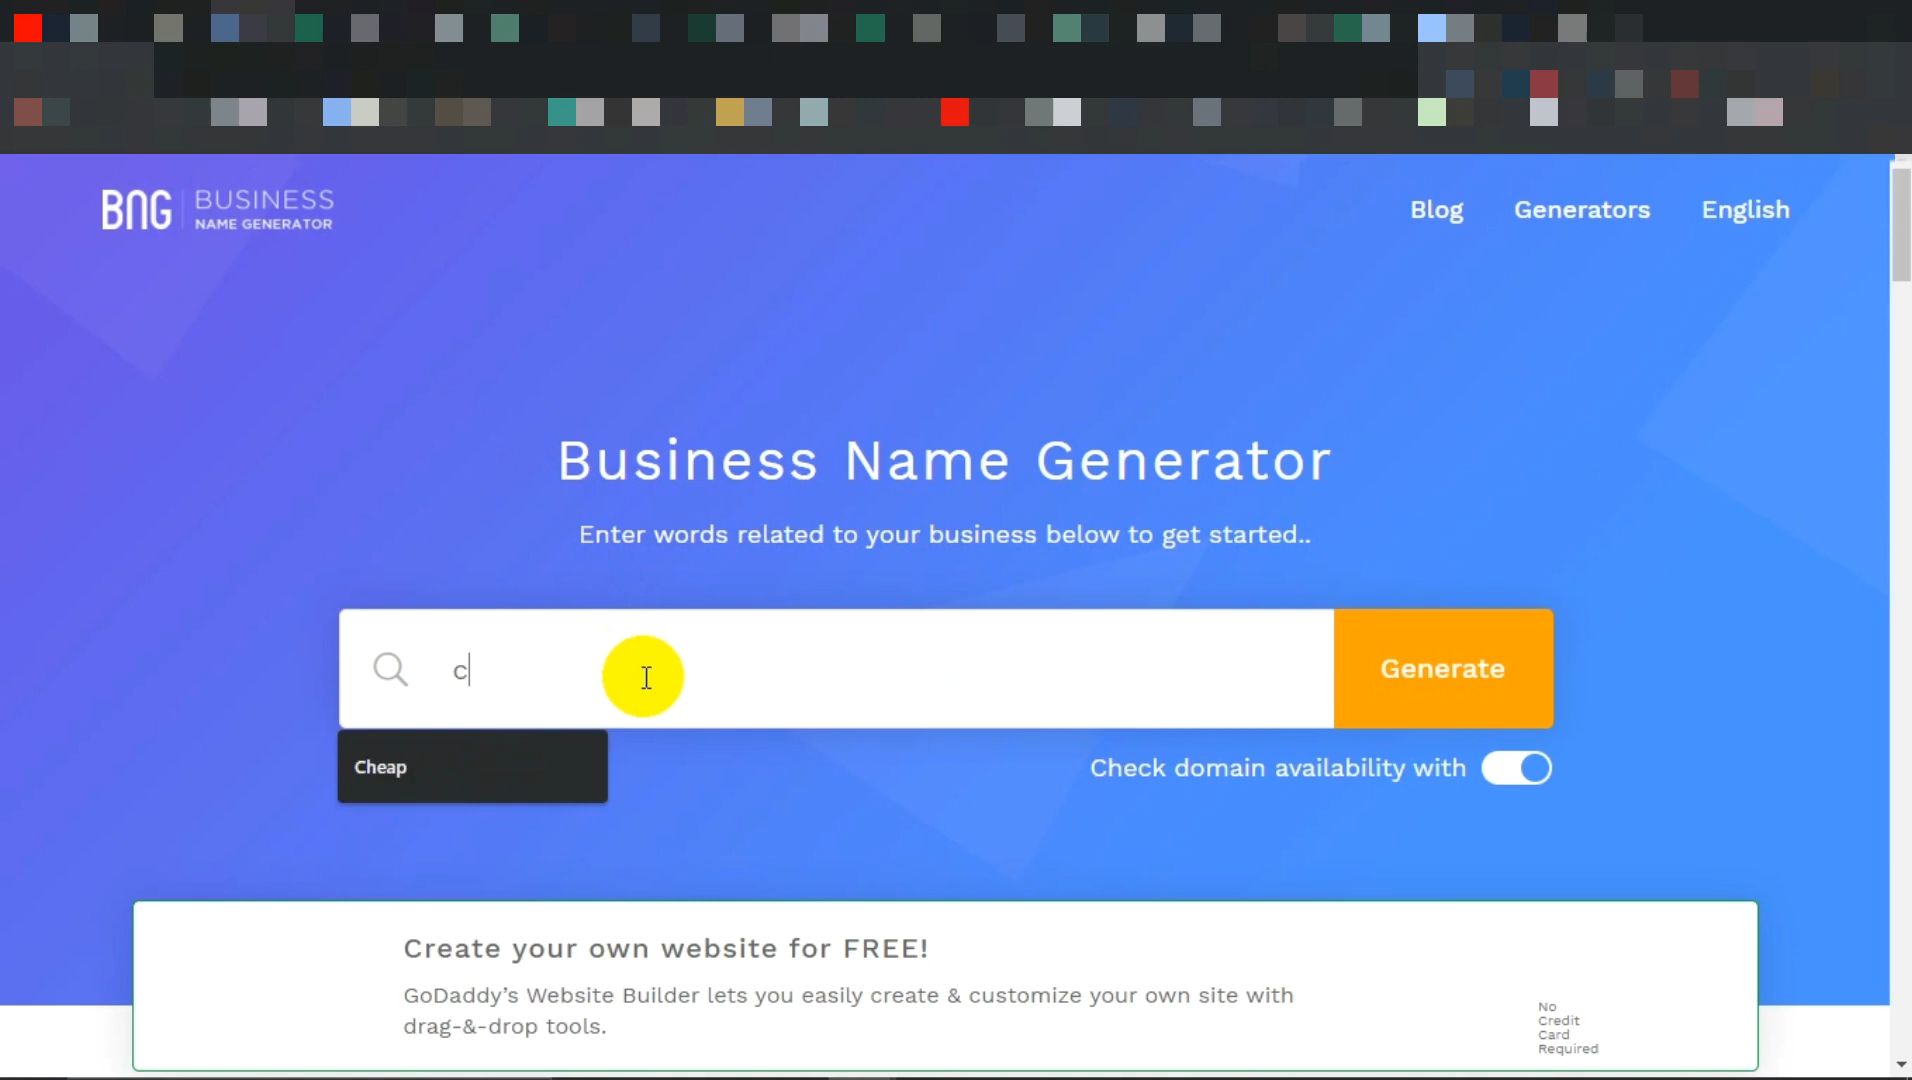 BNG BUSINESS
NAME GENERATOR
Blog Generators English
Business Name Generator
Enter words related to your business below to get started..
c
Generate
Cheap
Check domain availability with
Create your own website for FREE!
GoDaddy's Website Builder lets you easily create & customize your own site with
drag-&-drop tools.
No
Credit
Card
Required